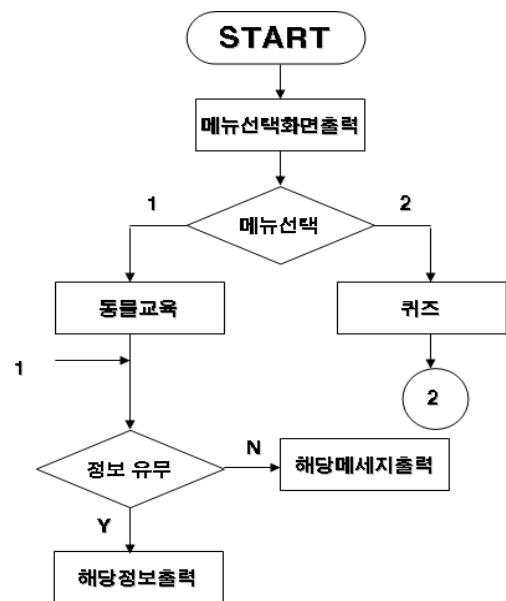 START
메뉴선택화면출력
1
메뉴선택
2
동물교육
퀴즈
1
2
정보 유무
N
해당메세지출력
Y
해당정보출력